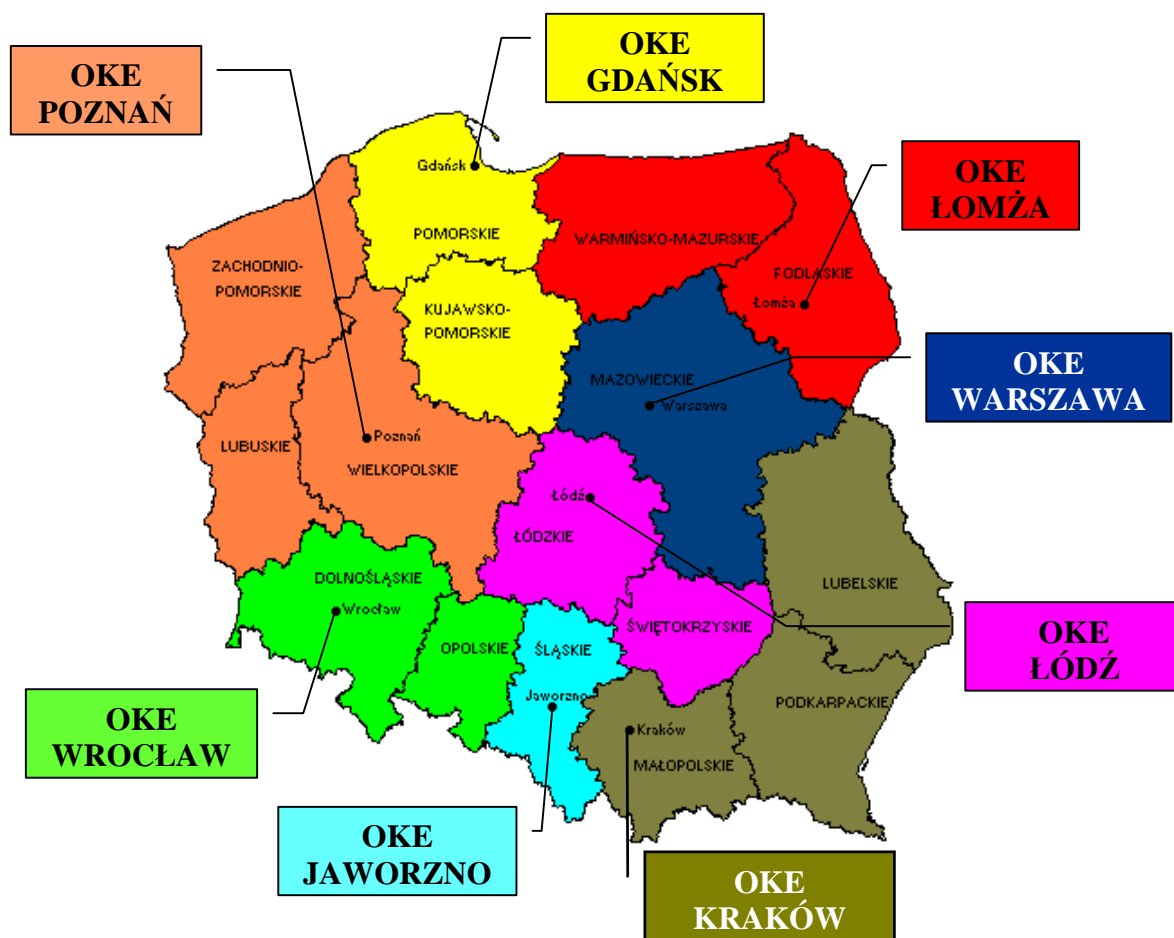 OKE
GDAŃSK
OKE
POZNAŃ
OKE
ŁOMŻA
Gdańsk
POMORSKIE
WARMIŃSKO-MAZURSKIE
ZACHODNIO-
POMORSKIE
PODLASKIE
Łomża
KUJAWSKO-
POMORSKIE
OKE
WARSZAWA
MAZOWIECKIE
Warszawa
LUBUSKIE
Poznań
WIELKOPOLSKIE
Łódź
ŁÓDZKIE
DOLNOŚLĄSKIE
Wrocław
LUBELSKIE
OPOLSKIE
ŚLĄSKIE
ŚWIĘTOKRZYSKIE
OKE
ŁÓDŹ
Jaworzno
PODKARPACKIE
Kraków
MAŁOPOLSKIE
OKE
WROCŁAW
OKE
JAWORZNO
OKE
KRAKÓW